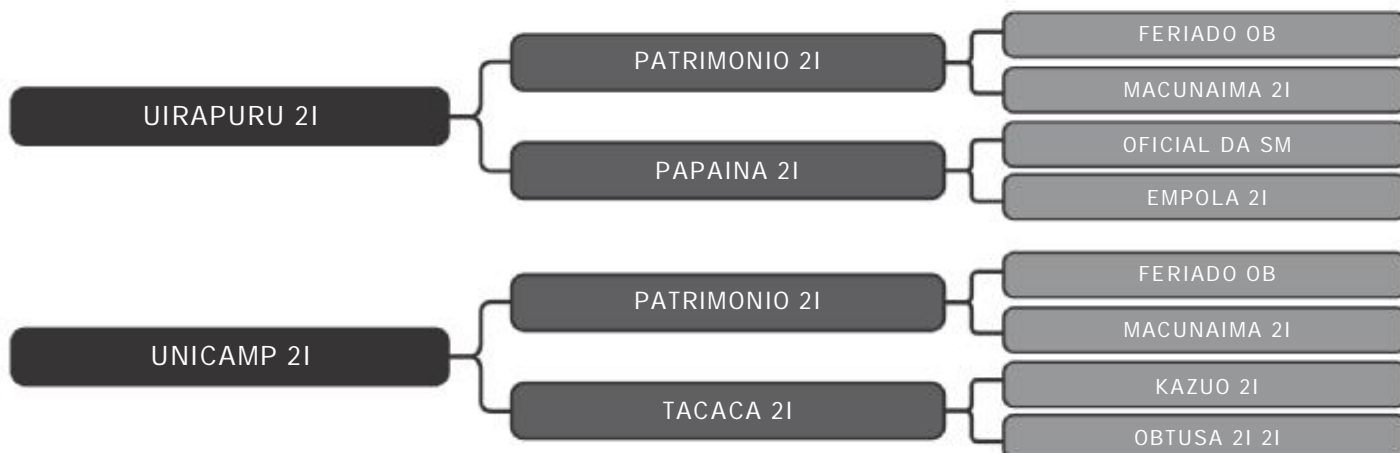 UIRAPURU 2I
PATRIMONIO 2I
FERIADO OB
MACUNAIMA 2I
PAPAINA 2I
OFICIAL DA SM
EMPOLA 2I
UNICAMP 2I
PATRIMONIO 2I
FERIADO OB
MACUNAIMA 2I
TACACA 2I
KAZUO 2I
OBTUSA 2I 2I